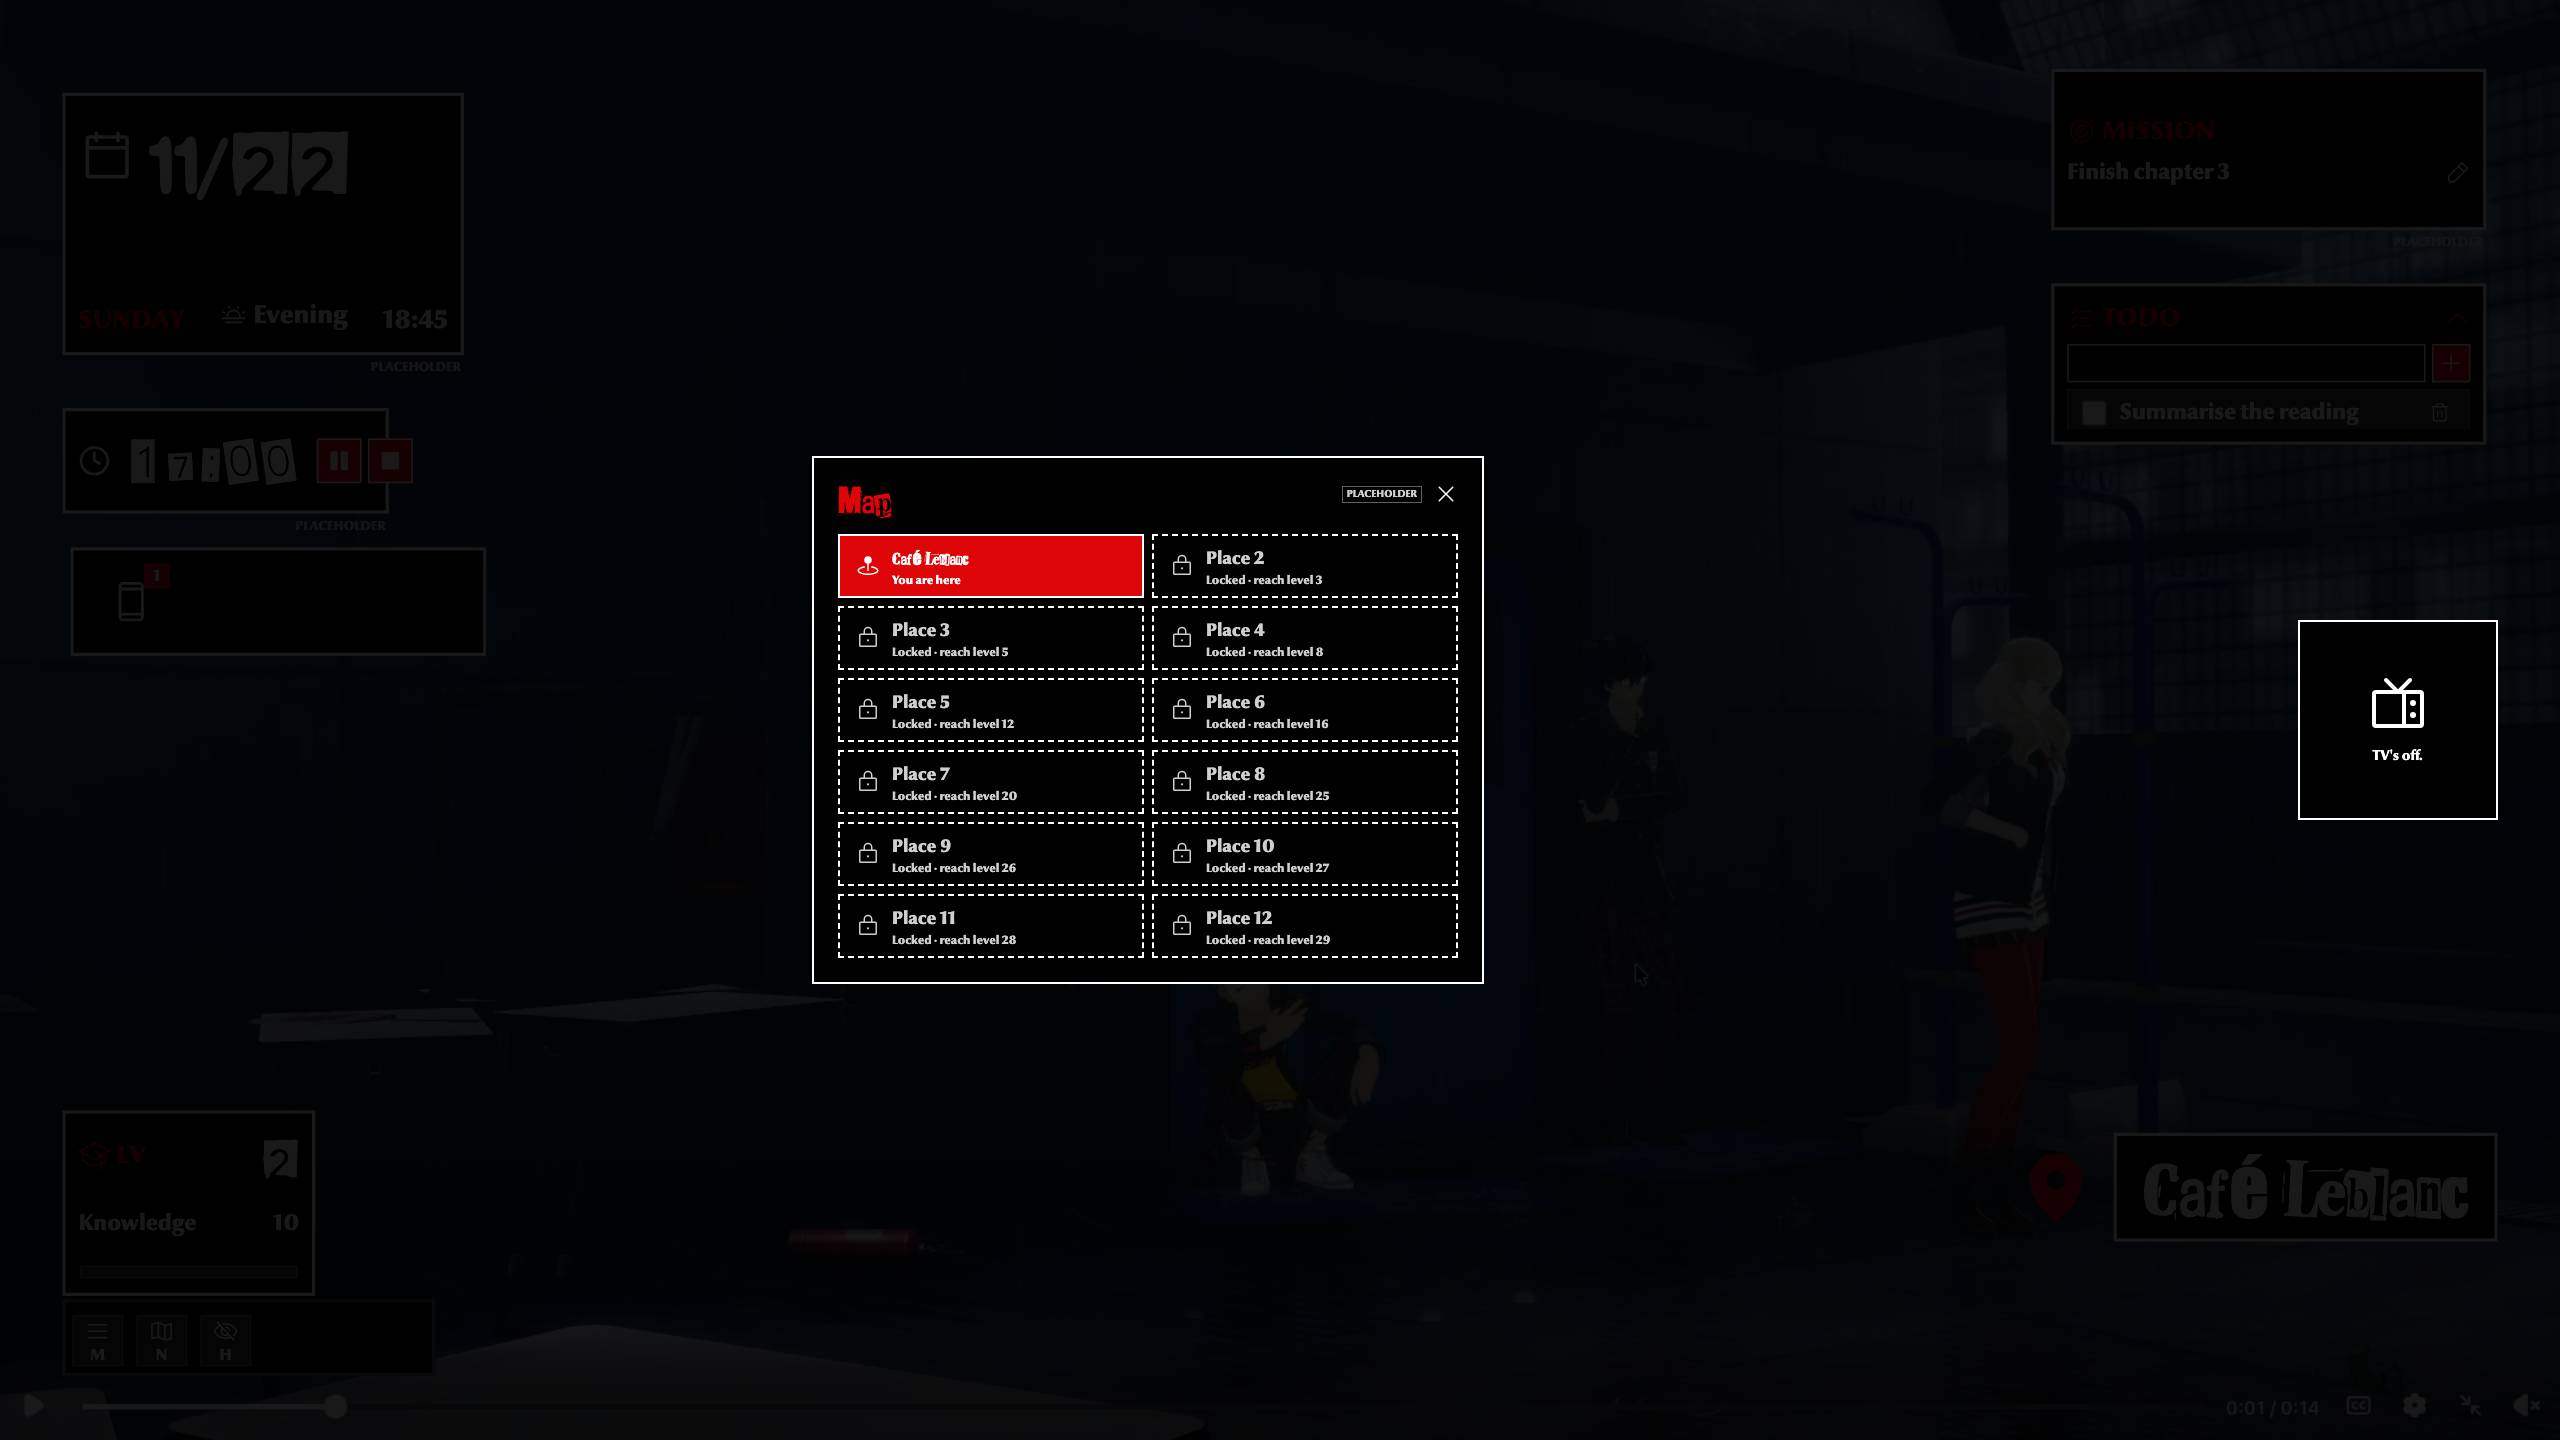 11/22
SUNDAY Evening 18:45
PLACEHOLDER
17:00
PLACEHOLDER
1
MISSION
Finish chapter 3
PLACEHOLDER
TODO
Summarise the reading
Map
PLACEHOLDER
Café Leblanc
You are here
Place 2
Locked · reach level 3
Place 3
Locked · reach level 5
Place 4
Locked · reach level 8
Place 5
Locked · reach level 12
Place 6
Locked · reach level 16
Place 7
Locked · reach level 20
Place 8
Locked · reach level 25
Place 9
Locked · reach level 26
Place 10
Locked · reach level 27
Place 11
Locked · reach level 28
Place 12
Locked · reach level 29
TV's off.
LV 2
Knowledge 10
M N H
Café Leblanc
0:01 / 0:14
CC